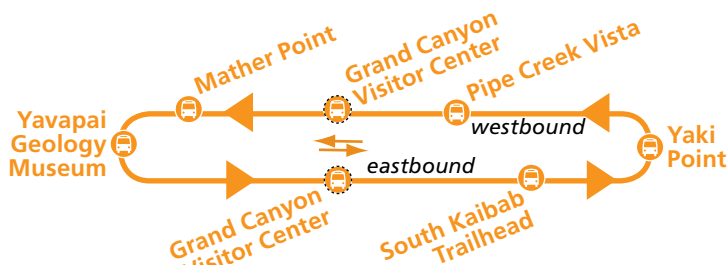 Mather Point
Grand Canyon
Visitor Center
Pipe Creek Vista
westbound
Yavapai
Geology
Museum
Yaki
Point
eastbound
Grand Canyon
Visitor Center
South Kaibab
Trailhead